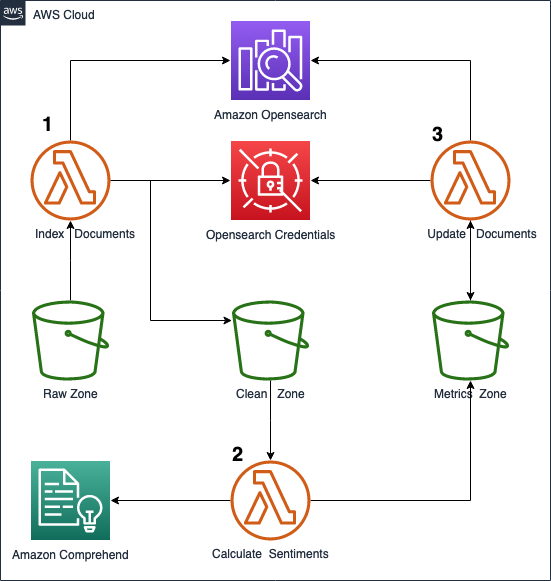 aws
AWS Cloud
Amazon Opensearch
1
3
Index Documents
Opensearch Credentials
Update Documents
Raw Zone
Clean Zone
Metrics Zone
2
Amazon Comprehend
Calculate Sentiments